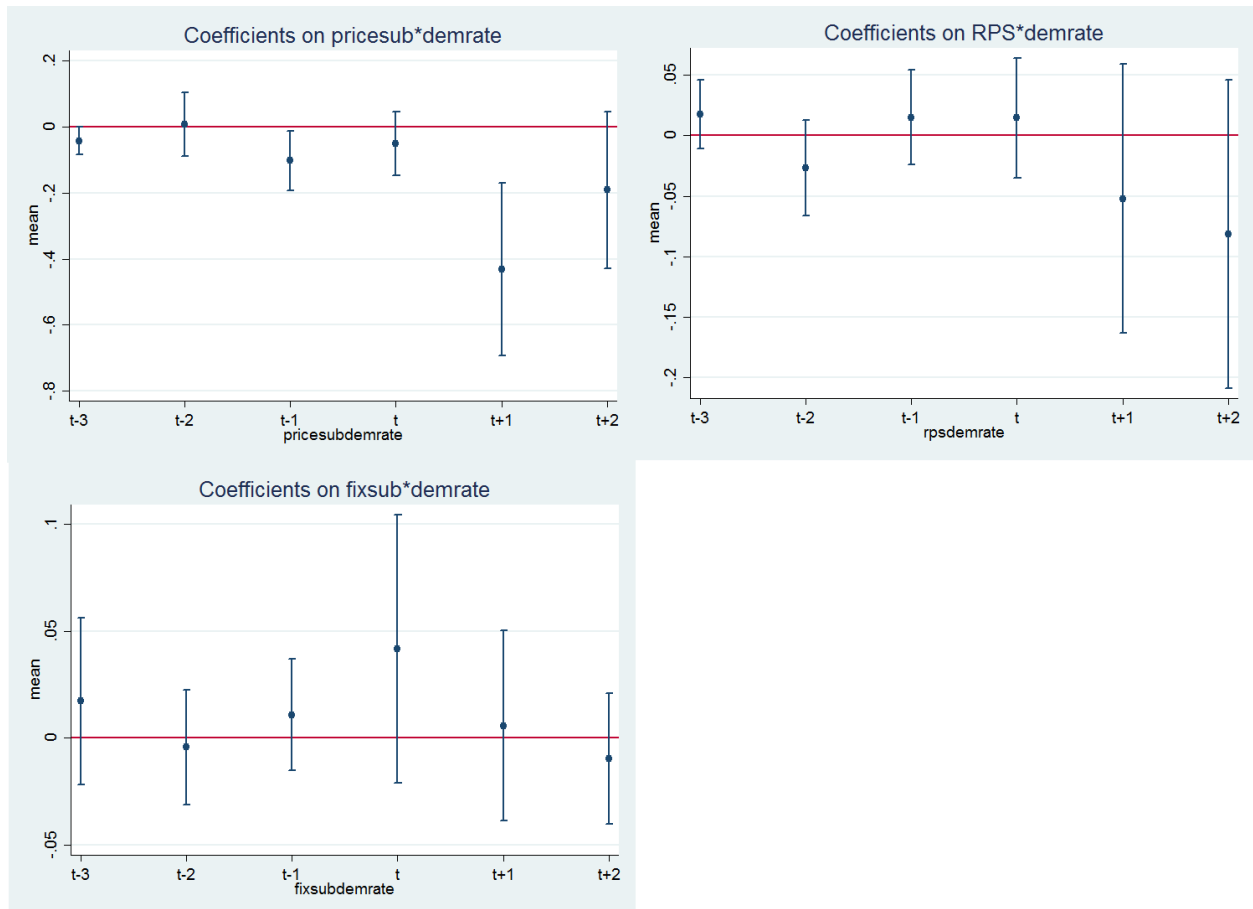 Coefficients on pricesub*demrate
mean
.2
0
-.2
-.4
-.6
-.8
t-3 t-2 t-1 t t+1 t+2
pricesubdemrate
Coefficients on RPS*demrate
mean
.05
0
-.05
-.1
-.15
-.2
t-3 t-2 t-1 t t+1 t+2
rpsdemrate
Coefficients on fixsub*demrate
mean
.1
.05
0
-.05
t-3 t-2 t-1 t t+1 t+2
fixsubdemrate